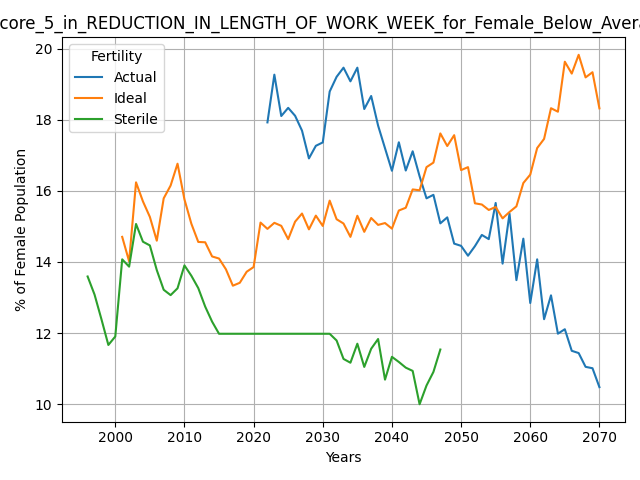 core_5_in_REDUCTION_IN_LENGTH_OF_WORK_WEEK_for_Female_Below_Avera
Fertility
Actual
Ideal
Sterile
% of Female Population
20
18
16
14
12
10
2000 2010 2020 2030 2040 2050 2060 2070
Years